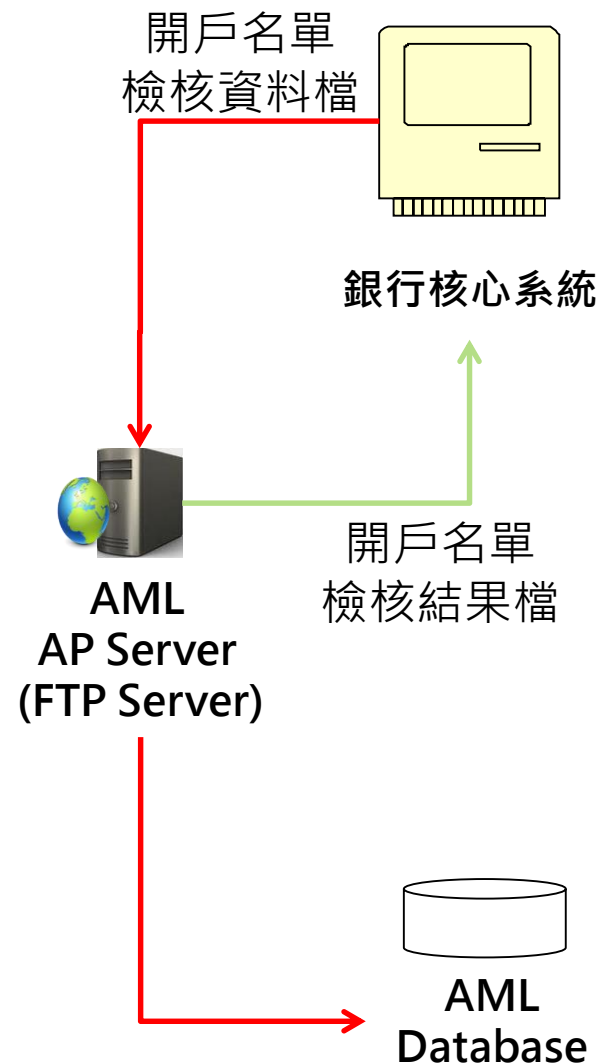 開戶名單
檢核資料檔
銀行核心系統
開戶名單
檢核結果檔
AML
AP Server
(FTP Server)
AML
Database